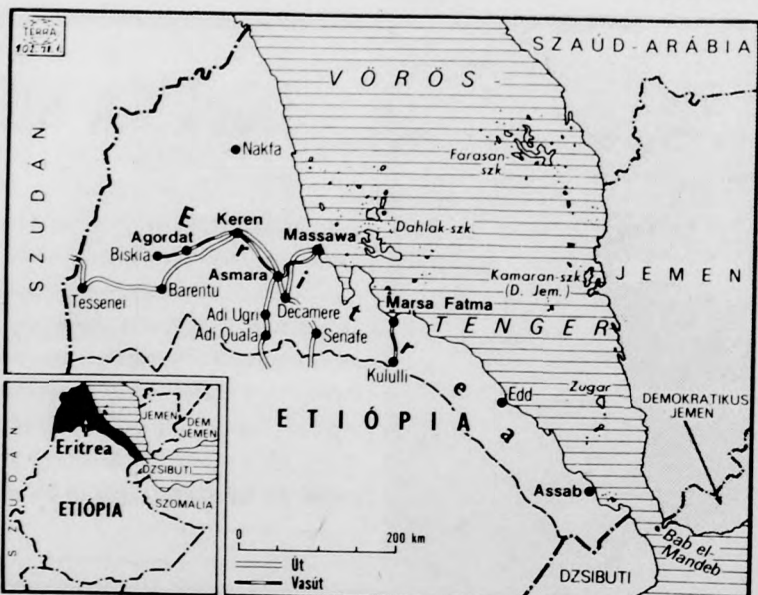 TERRA
SZAÚD-ARÁBIA
VÖRÖS
SZUDÁN
Nakfa
Farasan-
szk.
Keren
Eritrea
Agordat
Massawa
Dahlak-szk.
Biskia
Asmara
Kamaran-szk.
(D. Jem.)
JEMEN
Tessenei
Barentu
Decamere
Marsa Fatma
Adi Ugri
TENGER
Adi Quala
Senafe
Kululli
Edd
Zugar
DEMOKRATIKUS
JEMEN
ETIÓPIA
Assab
Bab el-
Mandeb
DZSIBUTI
JEMEN
DEM.
JEMEN
Eritrea
DZSIBUTI
SZOMÁLIA
ETIÓPIA
SZUDÁN
0
200 km
Út
Vasút